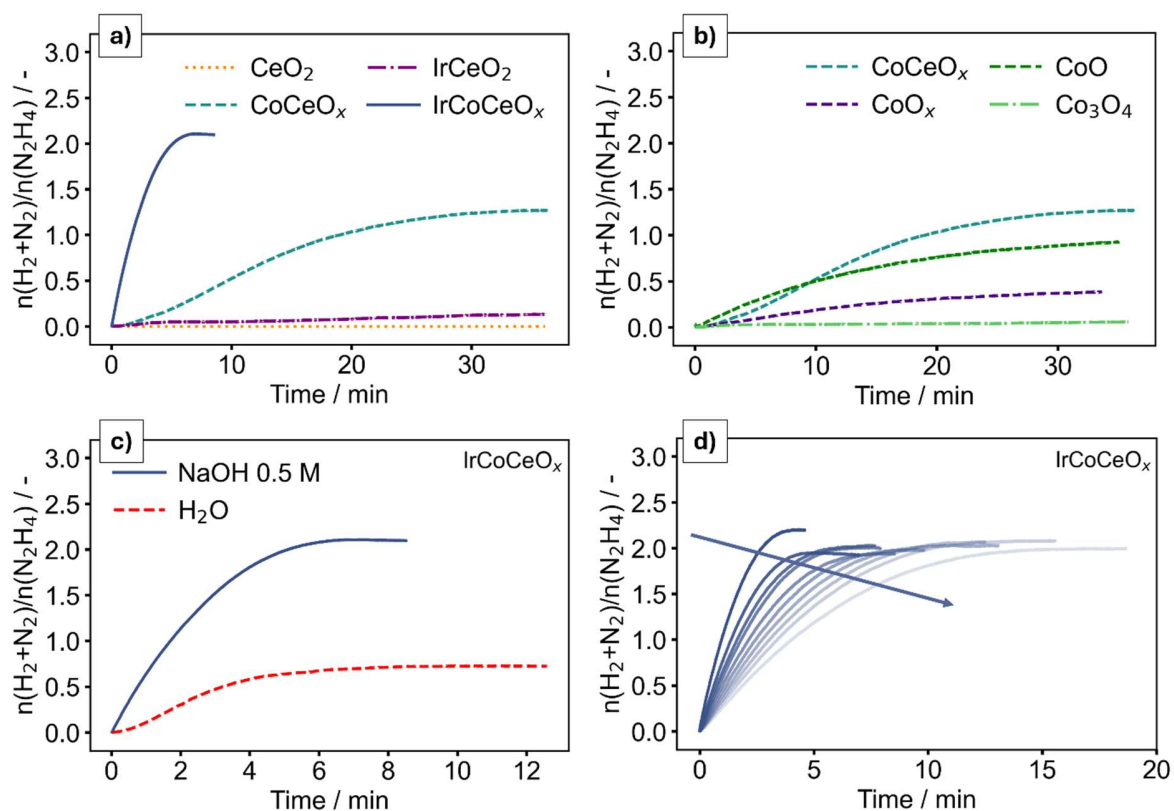 a)
n(H₂+N₂)/n(N₂H₄) / -
3.0
2.5
2.0
1.5
1.0
0.5
0.0
CeO₂
IrCeO₂
CoCeOₓ
IrCoCeOₓ
0 10 20 30
Time / min
b)
n(H₂+N₂)/n(N₂H₄) / -
3.0
2.5
2.0
1.5
1.0
0.5
0.0
CoCeOₓ
CoO
CoOₓ
Co₃O₄
0 10 20 30
Time / min
c)
n(H₂+N₂)/n(N₂H₄) / -
3.0
2.5
2.0
1.5
1.0
0.5
0.0
IrCoCeOₓ
NaOH 0.5 M
H₂O
0 2 4 6 8 10 12
Time / min
d)
n(H₂+N₂)/n(N₂H₄) / -
3.0
2.5
2.0
1.5
1.0
0.5
0.0
IrCoCeOₓ
0 5 10 15 20
Time / min